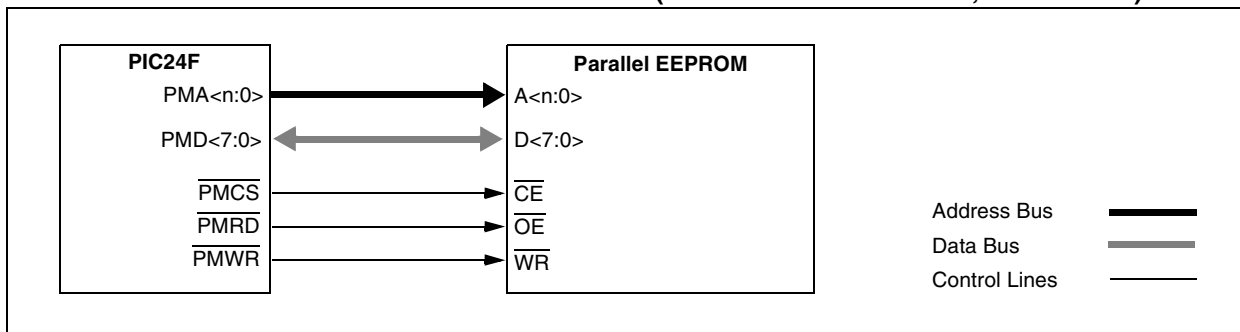 PIC24F
PMA<n:0>
PMD<7:0>
PMCS
PMRD
PMWR
Parallel EEPROM
A<n:0>
D<7:0>
CE
OE
WR
Address Bus
Data Bus
Control Lines